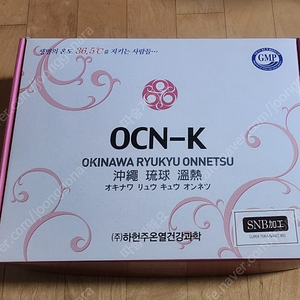 생명의 온도 36.5℃를 지키는 사람들...
GMP
OCN-K
OKINAWA RYUKYU ONNETSU
沖繩 琉球 溫熱
オキナワ リュウ キュウ オンネツ
SNB加工
(주)하헌주온열건강과학